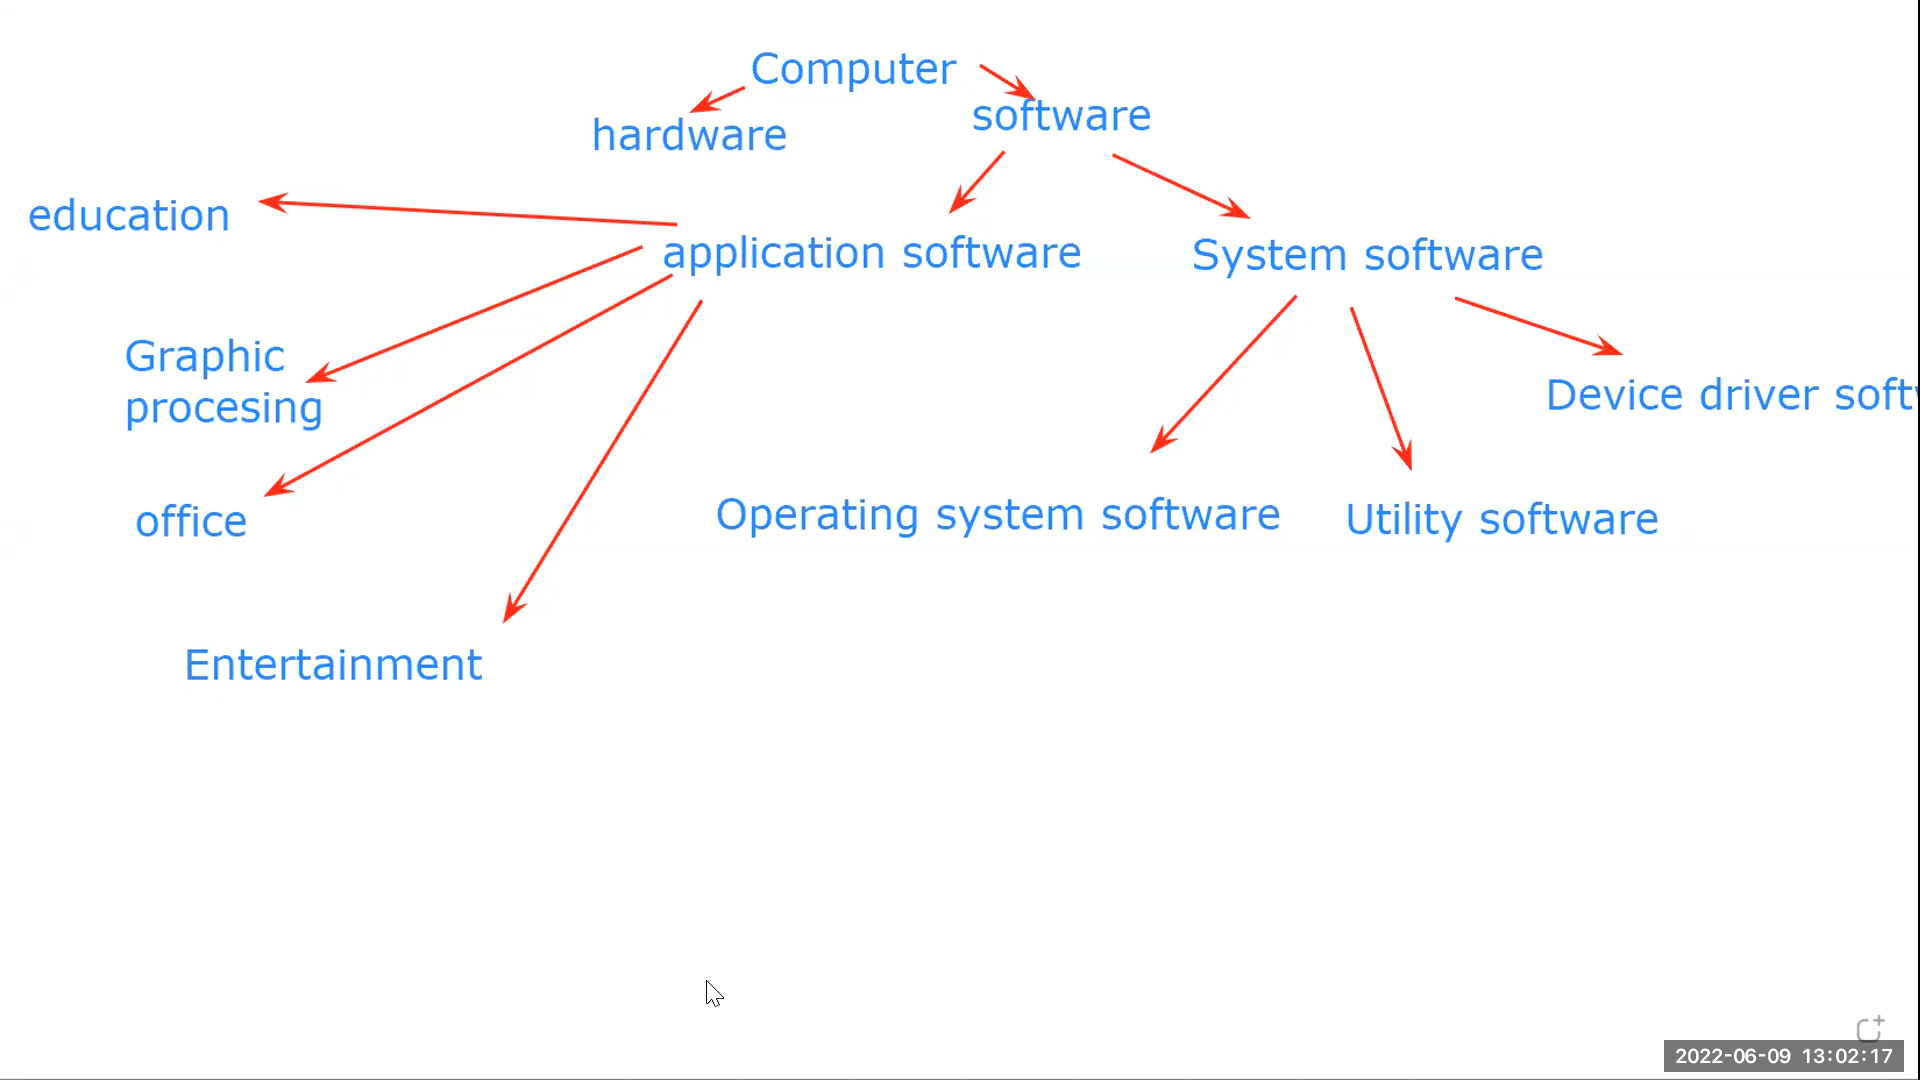 Computer
software
hardware
education
application software
System software
Graphic
procesing
Device driver soft
office
Operating system software
Utility software
Entertainment
2022-06-09 13:02:17